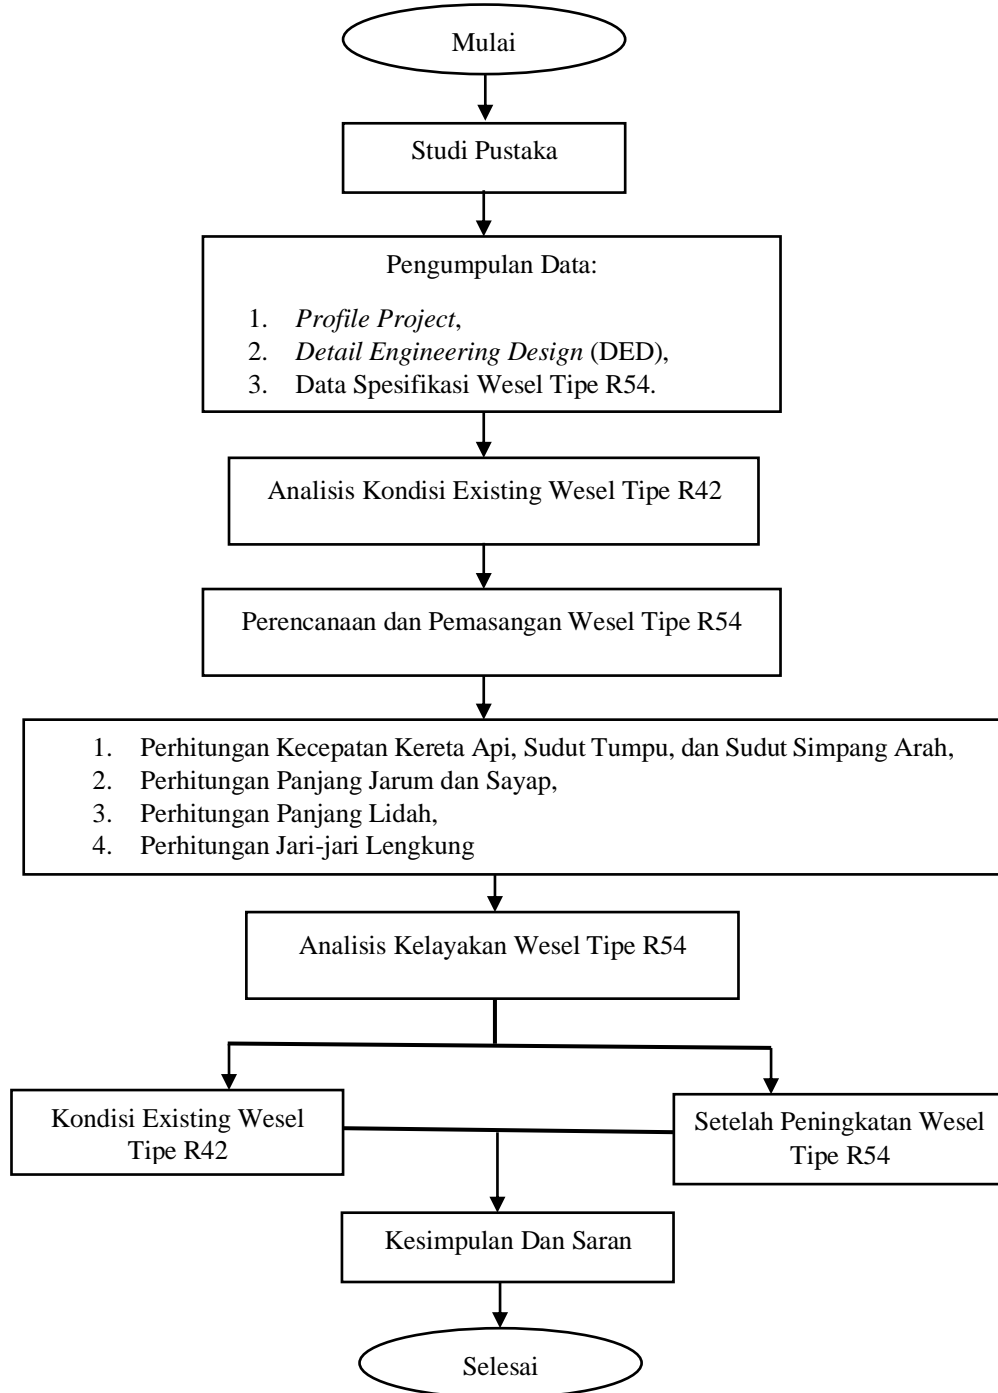 Mulai
Studi Pustaka
Pengumpulan Data:
1. Profile Project,
2. Detail Engineering Design (DED),
3. Data Spesifikasi Wesel Tipe R54.
Analisis Kondisi Existing Wesel Tipe R42
Perencanaan dan Pemasangan Wesel Tipe R54
1. Perhitungan Kecepatan Kereta Api, Sudut Tumpu, dan Sudut Simpang Arah,
2. Perhitungan Panjang Jarum dan Sayap,
3. Perhitungan Panjang Lidah,
4. Perhitungan Jari-jari Lengkung
Analisis Kelayakan Wesel Tipe R54
Kondisi Existing Wesel
Tipe R42
Setelah Peningkatan Wesel
Tipe R54
Kesimpulan Dan Saran
Selesai